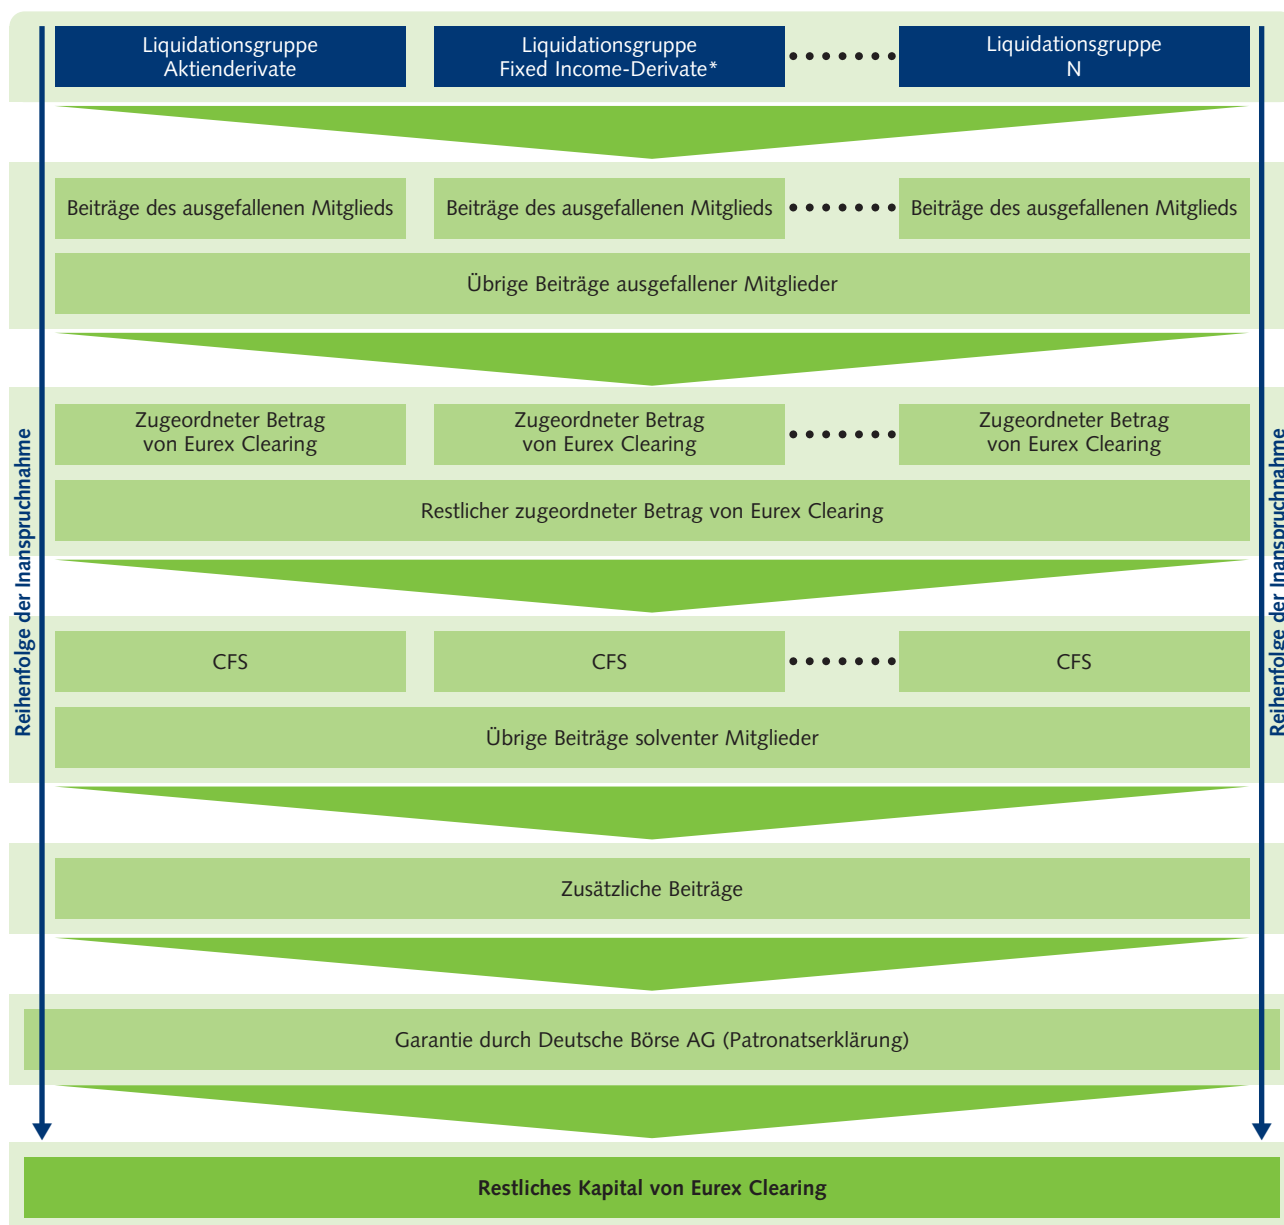 Liquidationsgruppe
Aktienderivate
Liquidationsgruppe
Fixed Income-Derivate*
Liquidationsgruppe
N
Beiträge des ausgefallenen Mitglieds
Beiträge des ausgefallenen Mitglieds
Beiträge des ausgefallenen Mitglieds
Übrige Beiträge ausgefallener Mitglieder
Zugeordneter Betrag
von Eurex Clearing
Zugeordneter Betrag
von Eurex Clearing
Zugeordneter Betrag
von Eurex Clearing
Restlicher zugeordneter Betrag von Eurex Clearing
Reihenfolge der Inanspruchnahme
Reihenfolge der Inanspruchnahme
CFS
CFS
CFS
Übrige Beiträge solventer Mitglieder
Zusätzliche Beiträge
Garantie durch Deutsche Börse AG (Patronatserklärung)
Restliches Kapital von Eurex Clearing